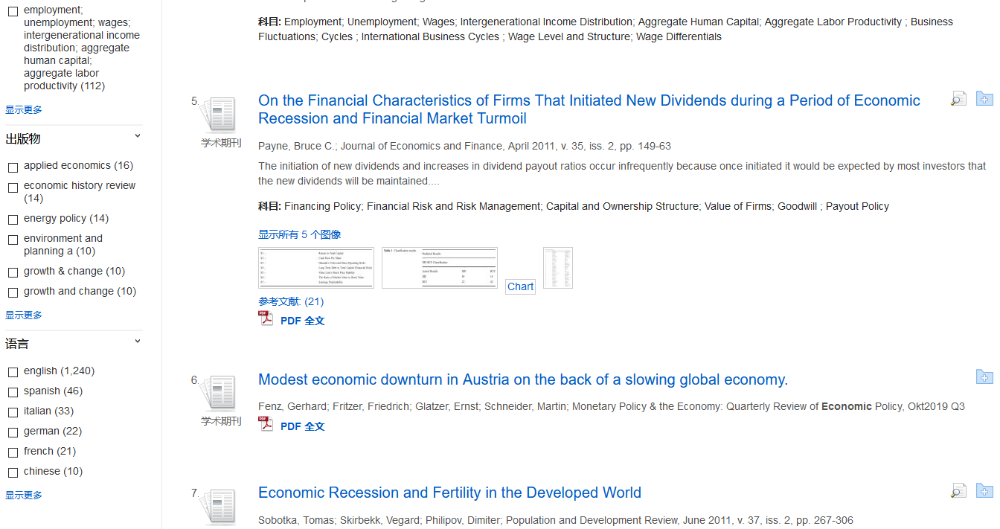 employment;
unemployment; wages;
intergenerational income
distribution; aggregate
human capital;
aggregate labor
productivity (112)
显示更多
出版物
applied economics (16)
economic history review
(14)
energy policy (14)
environment and
planning a (10)
growth & change (10)
growth and change (10)
显示更多
语言
english (1,240)
spanish (46)
italian (33)
german (22)
french (21)
chinese (10)
显示更多
科目: Employment; Unemployment; Wages; Intergenerational Income Distribution; Aggregate Human Capital; Aggregate Labor Productivity ; Business
Fluctuations; Cycles ; International Business Cycles ; Wage Level and Structure; Wage Differentials
5.
学术期刊
On the Financial Characteristics of Firms That Initiated New Dividends during a Period of Economic
Recession and Financial Market Turmoil
Payne, Bruce C.; Journal of Economics and Finance, April 2011, v. 35, iss. 2, pp. 149-63
The initiation of new dividends and increases in dividend payout ratios occur infrequently because once initiated it would be expected by most investors that
the new dividends will be maintained....
科目: Financing Policy; Financial Risk and Risk Management; Capital and Ownership Structure; Value of Firms; Goodwill ; Payout Policy
显示所有 5 个图像
Chart
参考文献: (21)
PDF 全文
6.
学术期刊
Modest economic downturn in Austria on the back of a slowing global economy.
Fenz, Gerhard; Fritzer, Friedrich; Glatzer, Ernst; Schneider, Martin; Monetary Policy & the Economy: Quarterly Review of Economic Policy, Okt2019 Q3
PDF 全文
7.
Economic Recession and Fertility in the Developed World
Sobotka, Tomas; Skirbekk, Vegard; Philipov, Dimiter; Population and Development Review, June 2011, v. 37, iss. 2, pp. 267-306